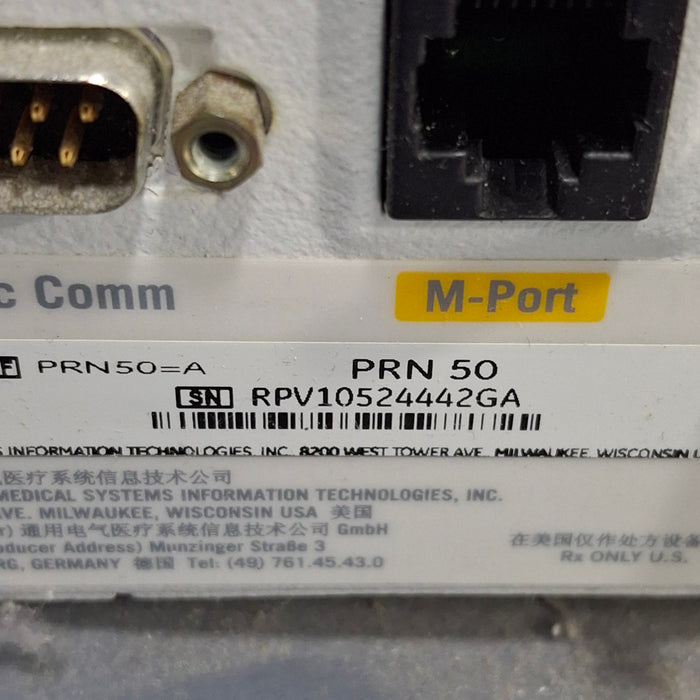 c Comm
M-Port
PRN50=A
PRN 50
SN RPV10524442GA
INFORMATION TECHNOLOGIES, INC. 8200 WEST TOWER AVE. MILWAUKEE, WISCONSIN
医疗系统信息技术公司
MEDICAL SYSTEMS INFORMATION TECHNOLOGIES, INC.
AVE. MILWAUKEE, WISCONSIN USA 美国
r) 通用电气医疗系统信息技术公司 GmbH
oducer Address) Munzinger Straße 3
RG, GERMANY 德国 Tel: (49) 761.45.43.0
在美国仅作处方设备
Rx ONLY U.S.